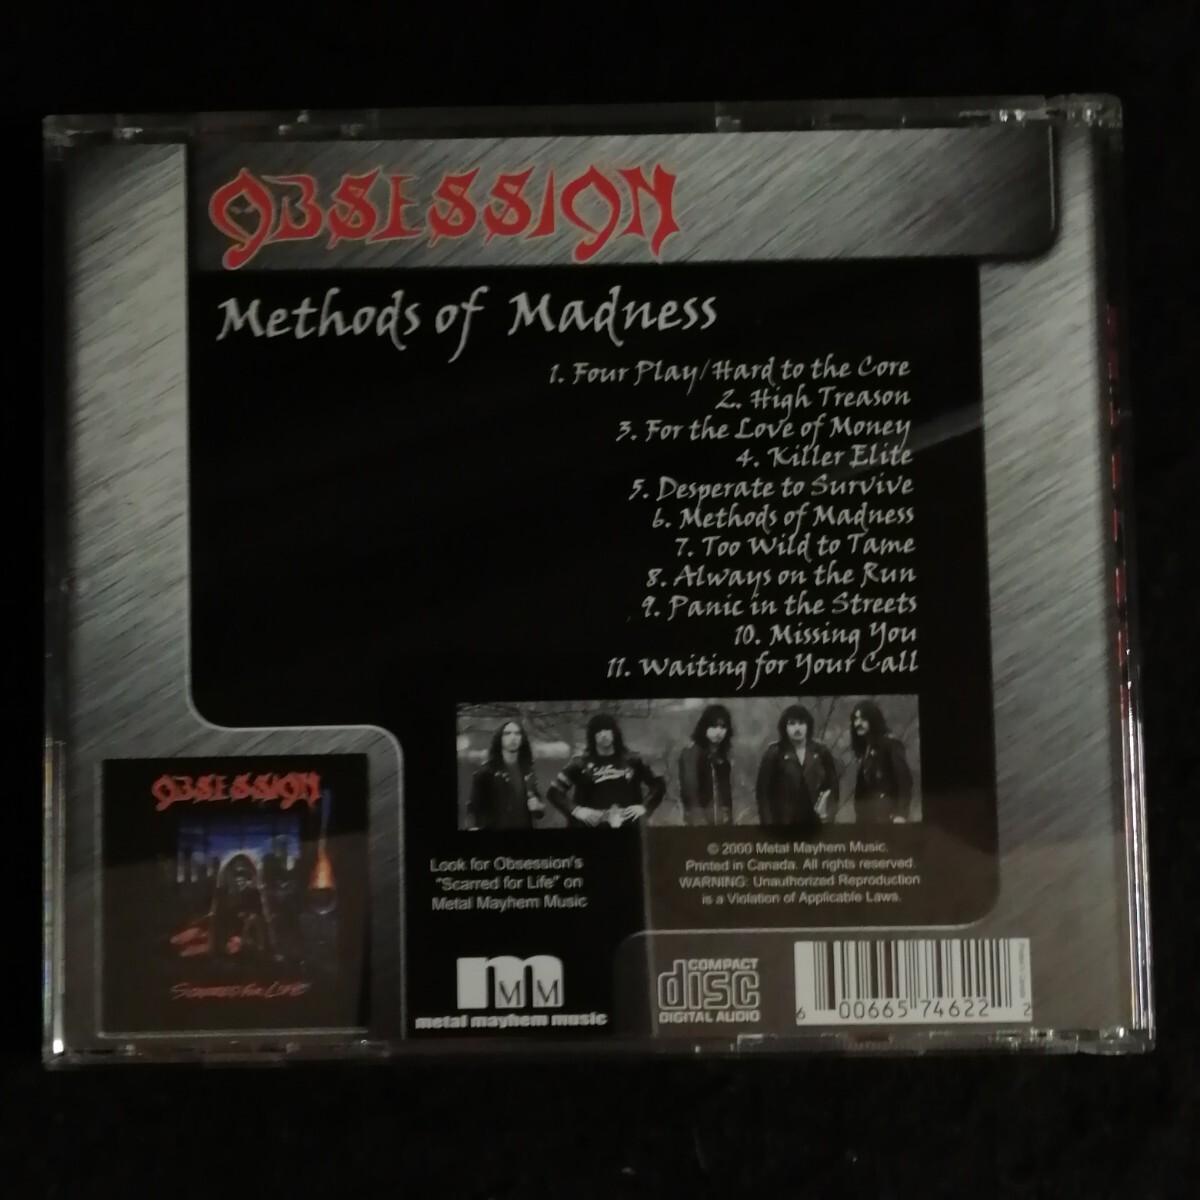 OBSESSION
Methods of Madness
1. Four Play/Hard to the Core
2. High Treason
3. For the Love of Money
4. Killer Elite
5. Desperate to Survive
6. Methods of Madness
7. Too Wild to Tame
8. Always on the Run
9. Panic in the Streets
10. Missing You
11. Waiting for Your Call
OBSESSION
Scarred for Life
Look for Obsession's
"Scarred for Life" on
Metal Mayhem Music
© 2000 Metal Mayhem Music.
Printed in Canada. All rights reserved.
WARNING: Unauthorized Reproduction
is a Violation of Applicable Laws.
MM
metal mayhem music
COMPACT
disc
DIGITAL AUDIO
6 00665 74622 2